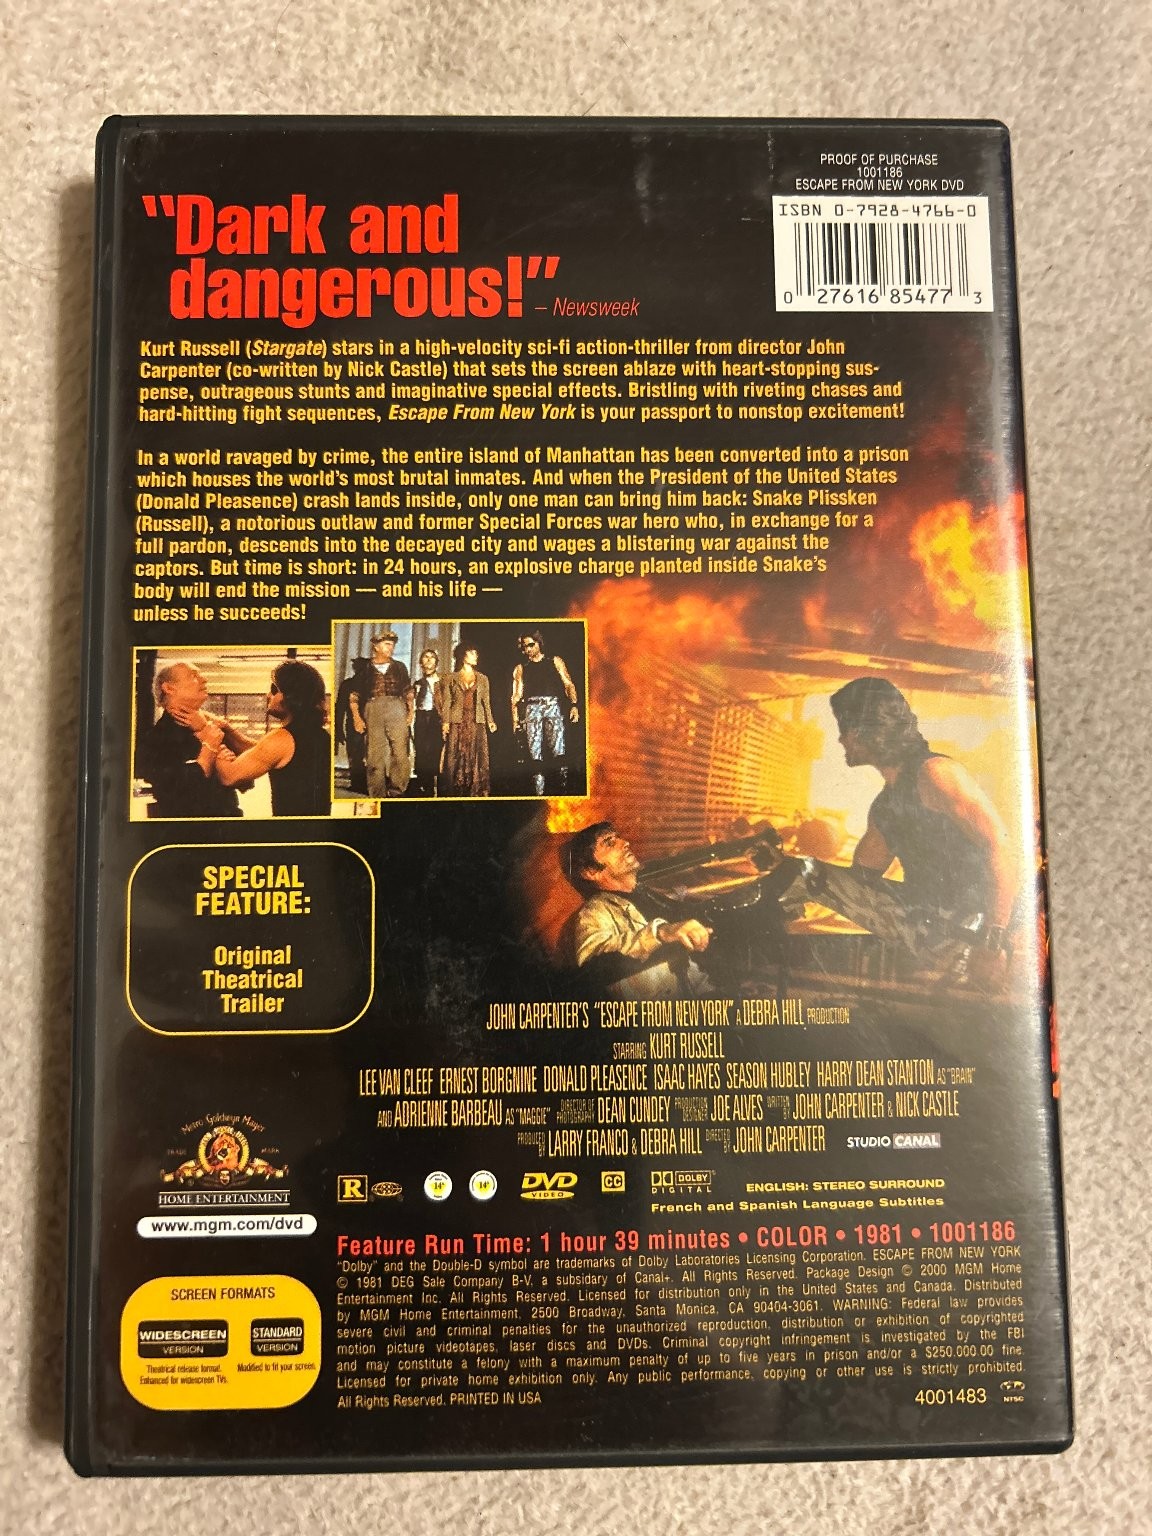 PROOF OF PURCHASE
1001186
ESCAPE FROM NEW YORK DVD
ISBN 0-7928-4766-0
0 27616 85477 3
"Dark and
dangerous!" – Newsweek
Kurt Russell (Stargate) stars in a high-velocity sci-fi action-thriller from director John
Carpenter (co-written by Nick Castle) that sets the screen ablaze with heart-stopping sus-
pense, outrageous stunts and imaginative special effects. Bristling with riveting chases and
hard-hitting fight sequences, Escape From New York is your passport to nonstop excitement!
In a world ravaged by crime, the entire island of Manhattan has been converted into a prison
which houses the world's most brutal inmates. And when the President of the United States
(Donald Pleasence) crash lands inside, only one man can bring him back: Snake Plissken
(Russell), a notorious outlaw and former Special Forces war hero who, in exchange for a
full pardon, descends into the decayed city and wages a blistering war against the
captors. But time is short: in 24 hours, an explosive charge planted inside Snake's
body will end the mission — and his life —
unless he succeeds!
SPECIAL
FEATURE:
Original
Theatrical
Trailer
JOHN CARPENTER'S "ESCAPE FROM NEW YORK" A DEBRA HILL PRODUCTION
STARRING KURT RUSSELL
LEE VAN CLEEF ERNEST BORGNINE DONALD PLEASENCE ISAAC HAYES SEASON HUBLEY HARRY DEAN STANTON AS "BRAIN"
AND ADRIENNE BARBEAU AS "MAGGIE" DIRECTOR OF PHOTOGRAPHY DEAN CUNDEY PRODUCTION DESIGNER JOE ALVES WRITTEN BY JOHN CARPENTER & NICK CASTLE
PRODUCED BY LARRY FRANCO & DEBRA HILL DIRECTED BY JOHN CARPENTER STUDIO CANAL
Metro Goldwyn Mayer
TRADE MARK
HOME ENTERTAINMENT
www.mgm.com/dvd
R 14+ 14+ DVD VIDEO CC DOLBY DIGITAL
ENGLISH: STEREO SURROUND
French and Spanish Language Subtitles
Feature Run Time: 1 hour 39 minutes • COLOR • 1981 • 1001186
"Dolby" and the Double-D symbol are trademarks of Dolby Laboratories Licensing Corporation. ESCAPE FROM NEW YORK
© 1981 DEG Sale Company B-V, a subsidary of Canal+. All Rights Reserved. Package Design © 2000 MGM Home
Entertainment Inc. All Rights Reserved. Licensed for distribution only in the United States and Canada. Distributed
by MGM Home Entertainment, 2500 Broadway, Santa Monica, CA 90404-3061. WARNING: Federal law provides
severe civil and criminal penalties for the unauthorized reproduction, distribution or exhibition of copyrighted
motion picture videotapes, laser discs and DVDs. Criminal copyright infringement is investigated by the FBI
and may constitute a felony with a maximum penalty of up to five years in prison and/or a $250,000.00 fine.
Licensed for private home exhibition only. Any public performance, copying or other use is strictly prohibited.
All Rights Reserved. PRINTED IN USA
4001483
NTSC
SCREEN FORMATS
WIDESCREEN VERSION
STANDARD VERSION
Theatrical release format.
Enhanced for widescreen TVs.
Modified to fit your screen.